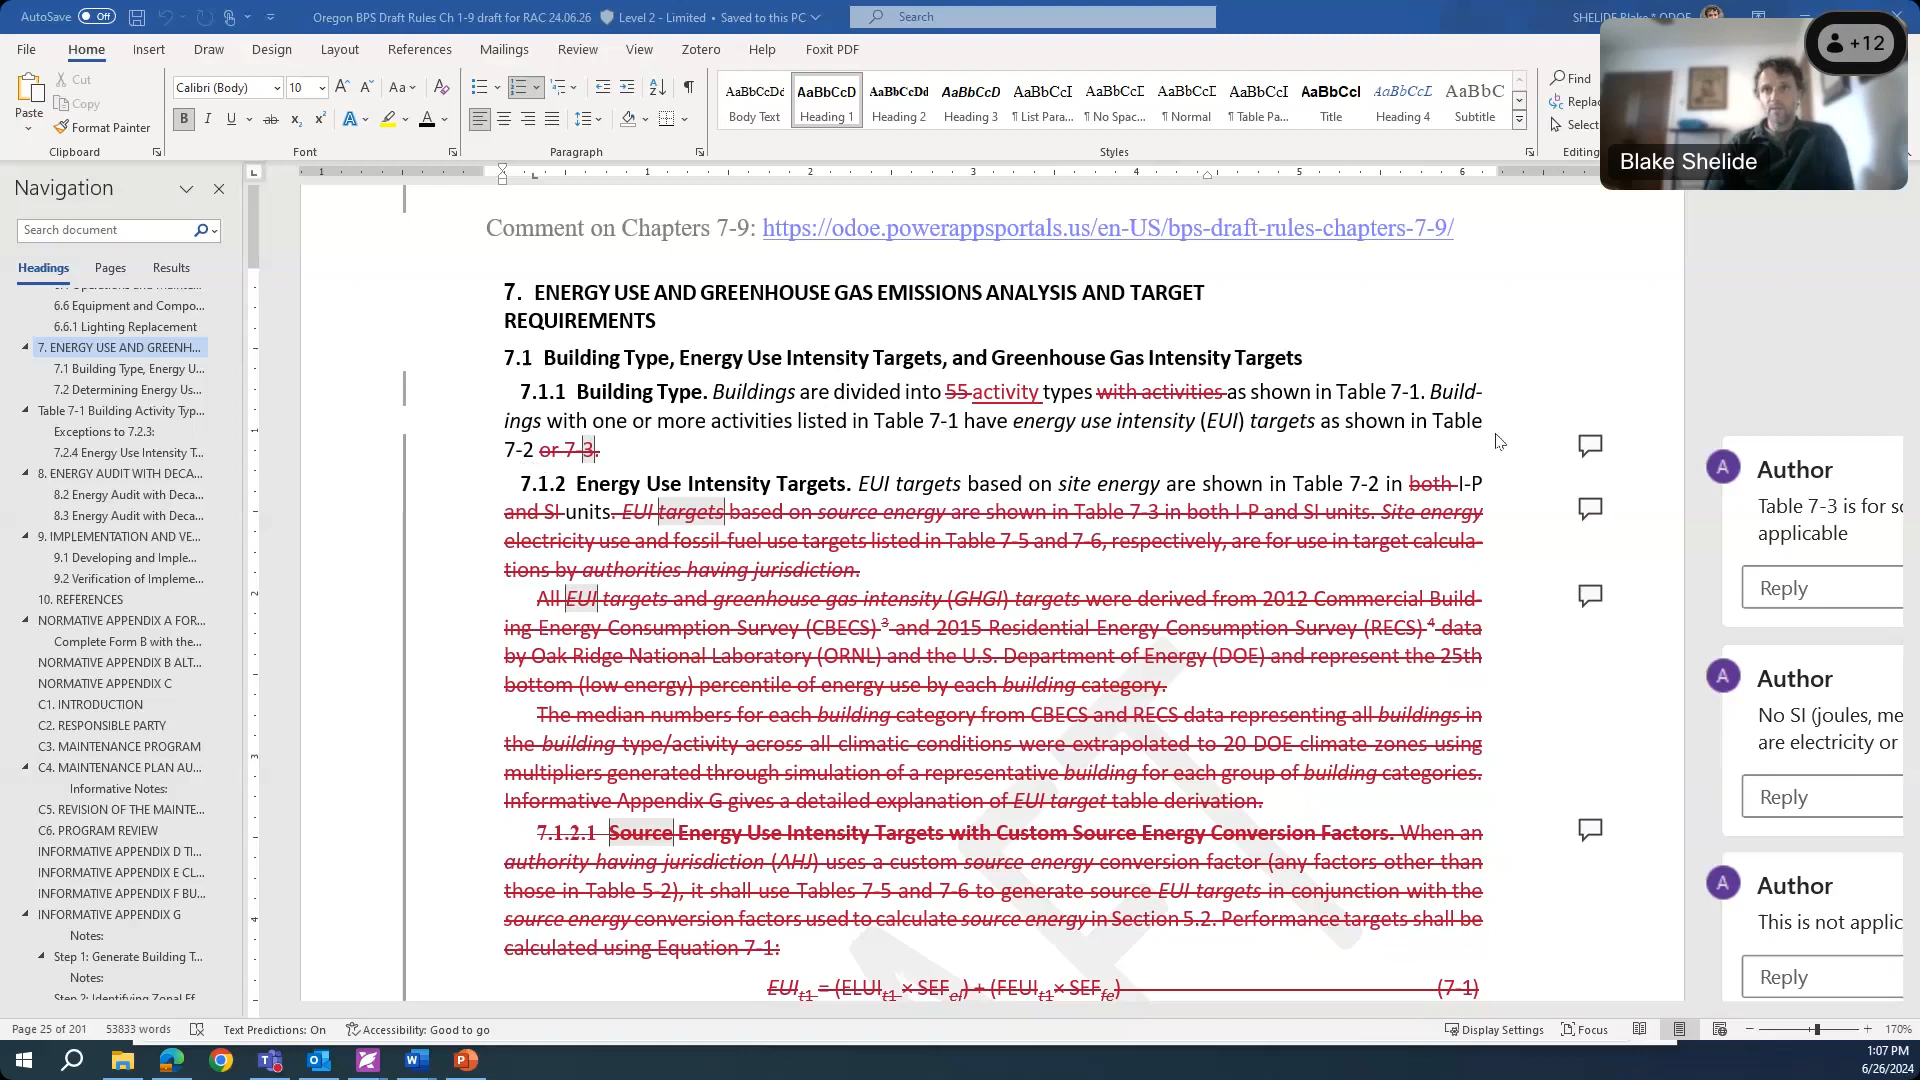 AutoSave Off
Oregon BPS Draft Rules Ch 1-9 draft for RAC 24.06.26
Level 2 - Limited • Saved to this PC
Search
SHELIDE Blake * ODOE
+12
File Home Insert Draw Design Layout References Mailings Review View Zotero Help Foxit PDF
Paste
Cut
Copy
Format Painter
Clipboard
Calibri (Body) 10
Font
Paragraph
AaBbCcDd Body Text
AaBbCcD Heading 1
AaBbCcDd Heading 2
AaBbCcD Heading 3
AaBbCcI ¶ List Para...
AaBbCcI ¶ No Spac...
AaBbCcI ¶ Normal
AaBbCcI ¶ Table Pa...
AaBbCcI Title
AaBbCcI Heading 4
AaBbC Subtitle
Styles
Find
Replac
Select
Editing
Blake Shelide
Navigation
Search document
Headings Pages Results
6.6 Equipment and Compo...
6.6.1 Lighting Replacement
7. ENERGY USE AND GREENH...
7.1 Building Type, Energy U...
7.2 Determining Energy Us...
Table 7-1 Building Activity Typ...
Exceptions to 7.2.3:
7.2.4 Energy Use Intensity T...
8. ENERGY AUDIT WITH DECA...
8.2 Energy Audit with Deca...
8.3 Energy Audit with Deca...
9. IMPLEMENTATION AND VE...
9.1 Developing and Imple...
9.2 Verification of Impleme...
10. REFERENCES
NORMATIVE APPENDIX A FOR...
Complete Form B with the...
NORMATIVE APPENDIX B ALT...
NORMATIVE APPENDIX C
C1. INTRODUCTION
C2. RESPONSIBLE PARTY
C3. MAINTENANCE PROGRAM
C4. MAINTENANCE PLAN AU...
Informative Notes:
C5. REVISION OF THE MAINTE...
C6. PROGRAM REVIEW
INFORMATIVE APPENDIX D TI...
INFORMATIVE APPENDIX E CL...
INFORMATIVE APPENDIX F BU...
INFORMATIVE APPENDIX G
Notes:
Step 1: Generate Building T...
Notes:
Step 2: Identifying Zonal Ef...
Comment on Chapters 7-9: https://odoe.powerappsportals.us/en-US/bps-draft-rules-chapters-7-9/
7. ENERGY USE AND GREENHOUSE GAS EMISSIONS ANALYSIS AND TARGET
REQUIREMENTS
7.1 Building Type, Energy Use Intensity Targets, and Greenhouse Gas Intensity Targets
7.1.1 Building Type. Buildings are divided into 55 activity types with activities as shown in Table 7-1. Build-
ings with one or more activities listed in Table 7-1 have energy use intensity (EUI) targets as shown in Table
7-2 or 7-3.
7.1.2 Energy Use Intensity Targets. EUI targets based on site energy are shown in Table 7-2 in both I-P
and SI units. EUI targets based on source energy are shown in Table 7-3 in both I-P and SI units. Site energy
electricity use and fossil-fuel use targets listed in Table 7-5 and 7-6, respectively, are for use in target calcula-
tions by authorities having jurisdiction.
All EUI targets and greenhouse gas intensity (GHGI) targets were derived from 2012 Commercial Build-
ing Energy Consumption Survey (CBECS) 3 and 2015 Residential Energy Consumption Survey (RECS) 4 data
by Oak Ridge National Laboratory (ORNL) and the U.S. Department of Energy (DOE) and represent the 25th
bottom (low energy) percentile of energy use by each building category.
The median numbers for each building category from CBECS and RECS data representing all buildings in
the building type/activity across all climatic conditions were extrapolated to 20 DOE climate zones using
multipliers generated through simulation of a representative building for each group of building categories.
Informative Appendix G gives a detailed explanation of EUI target table derivation.
7.1.2.1 Source Energy Use Intensity Targets with Custom Source Energy Conversion Factors. When an
authority having jurisdiction (AHJ) uses a custom source energy conversion factor (any factors other than
those in Table 5-2), it shall use Tables 7-5 and 7-6 to generate source EUI targets in conjunction with the
source energy conversion factors used to calculate source energy in Section 5.2. Performance targets shall be
calculated using Equation 7-1:
EUIt1 = (ELUIt1 × SEFel) + (FEUIt1 × SEFfe) (7-1)
A Author
Table 7-3 is for so
applicable
Reply
A Author
No SI (joules, me
are electricity or
Reply
A Author
This is not applic
Reply
Page 25 of 201 53833 words Text Predictions: On Accessibility: Good to go
Display Settings Focus 170%
1:07 PM
6/26/2024